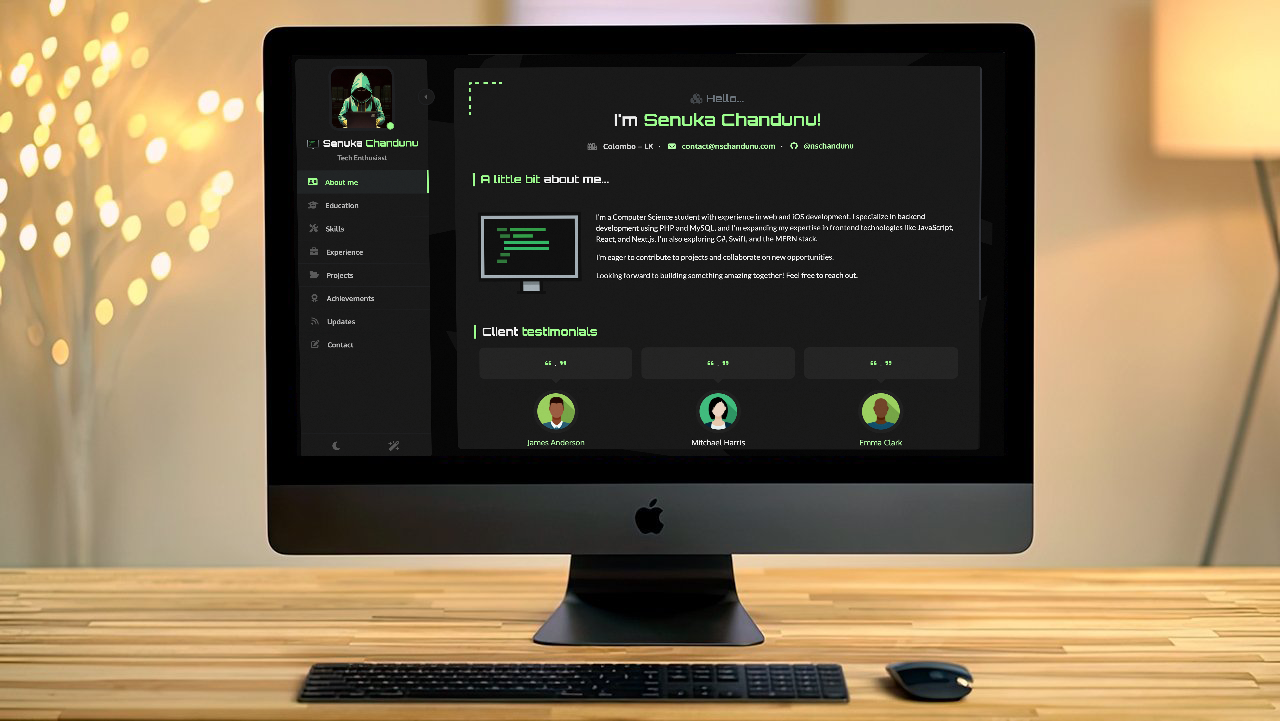 Senuka Chandunu
Tech Enthusiast
About me
Education
Skills
Experience
Projects
Achievements
Updates
Contact
Hello...
I'm Senuka Chandunu!
Colombo – LK · contact@nschandunu.com · @nschandunu
A little bit about me...
I'm a Computer Science student with experience in web and iOS development. I specialize in backend
development using PHP and MySQL, and I'm expanding my expertise in frontend technologies like JavaScript,
React, and Next.js. I'm also exploring C#, Swift, and the MERN stack.
I'm eager to contribute to projects and collaborate on new opportunities.
Looking forward to building something amazing together! Feel free to reach out.
Client testimonials
“ . ”
“ . ”
“ . ”
James Anderson
Mitchael Harris
Emma Clark